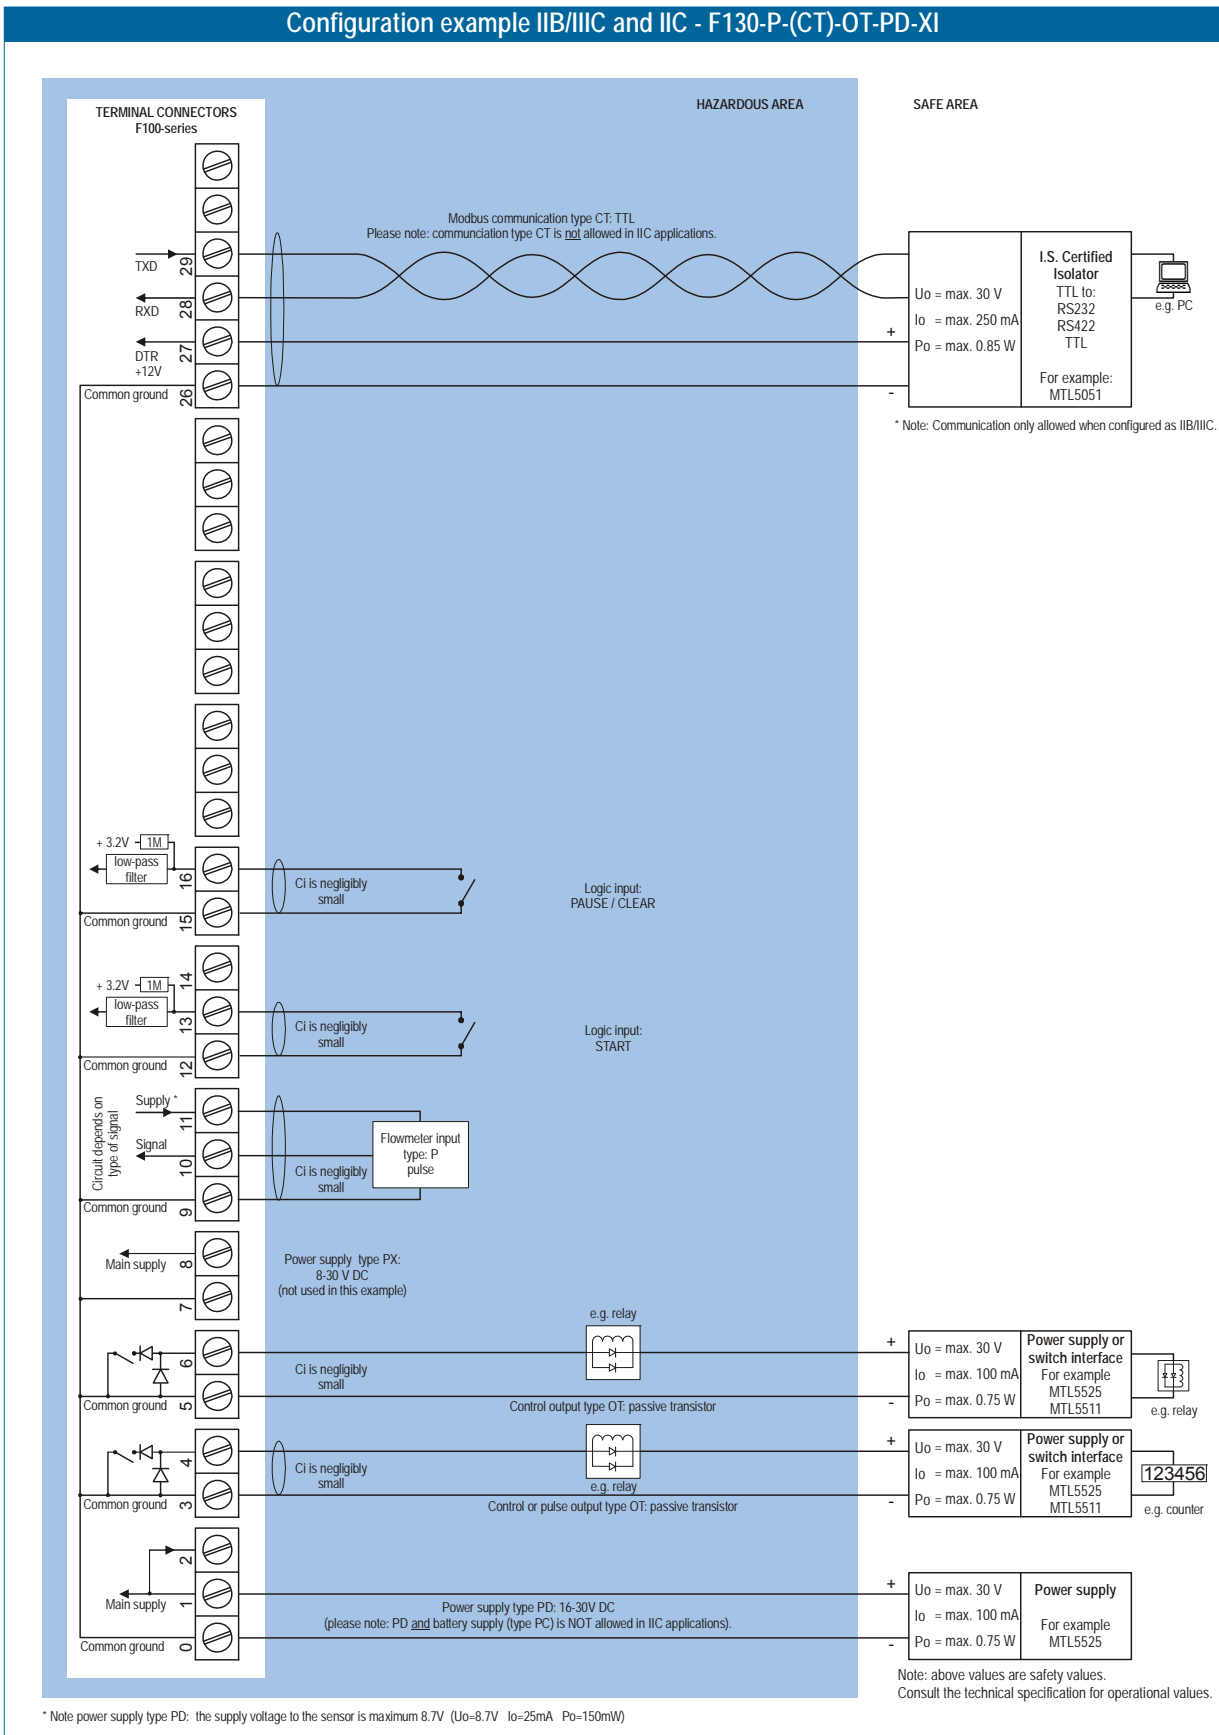 Configuration example IIB/IIIC and IIC - F130-P-(CT)-OT-PD-XI
TERMINAL CONNECTORS
F100-series
HAZARDOUS AREA
SAFE AREA
Modbus communication type CT: TTL
Please note: communciation type CT is not allowed in IIC applications.
TXD
29
RXD
28
DTR
+12V
27
Common ground
26
+
-
Uo = max. 30 V
Io = max. 250 mA
Po = max. 0.85 W
I.S. Certified
Isolator
TTL to:
RS232
RS422
TTL
For example:
MTL5051
e.g. PC
* Note: Communication only allowed when configured as IIB/IIIC.
+ 3.2V
1M
low-pass
filter
16
Common ground
15
Ci is negligibly
small
Logic input:
PAUSE / CLEAR
14
+ 3.2V
1M
low-pass
filter
13
Common ground
12
Ci is negligibly
small
Logic input:
START
Circuit depends on
type of signal
Supply *
11
Signal
10
Common ground
9
Ci is negligibly
small
Flowmeter input
type: P
pulse
Main supply
8
7
Power supply type PX:
8-30 V DC
(not used in this example)
e.g. relay
6
Common ground
5
Ci is negligibly
small
Control output type OT: passive transistor
+
-
Uo = max. 30 V
Io = max. 100 mA
Po = max. 0.75 W
Power supply or
switch interface
For example
MTL5525
MTL5511
e.g. relay
4
Common ground
3
Ci is negligibly
small
e.g. relay
Control or pulse output type OT: passive transistor
+
-
Uo = max. 30 V
Io = max. 100 mA
Po = max. 0.75 W
Power supply or
switch interface
For example
MTL5525
MTL5511
123456
e.g. counter
2
Main supply
1
Common ground
0
Power supply type PD: 16-30V DC
(please note: PD and battery supply (type PC) is NOT allowed in IIC applications).
+
-
Uo = max. 30 V
Io = max. 100 mA
Po = max. 0.75 W
Power supply
For example
MTL5525
Note: above values are safety values.
Consult the technical specification for operational values.
* Note power supply type PD: the supply voltage to the sensor is maximum 8.7V (Uo=8.7V Io=25mA Po=150mW)